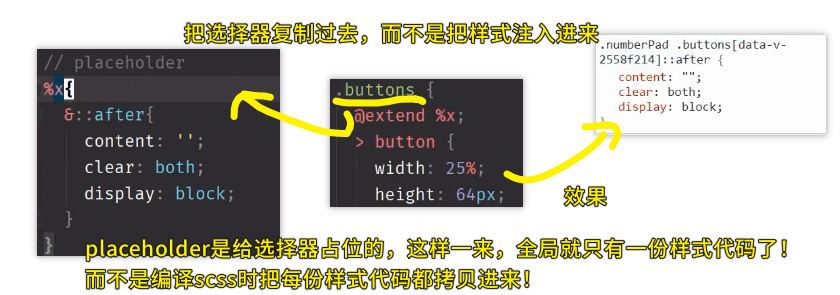 把选择器复制过去，而不是把样式注入进来
// placeholder
%x{
&::after{
content: '';
clear: both;
display: block;
}
}
.buttons {
@extend %x;
> button {
width: 25%;
height: 64px;
.numberPad .buttons[data-v-
2558f214]::after {
content: "";
clear: both;
display: block;
}
效果
placeholder是给选择器占位的，这样一来，全局就只有一份样式代码了！
而不是编译scss时把每份样式代码都拷贝进来！